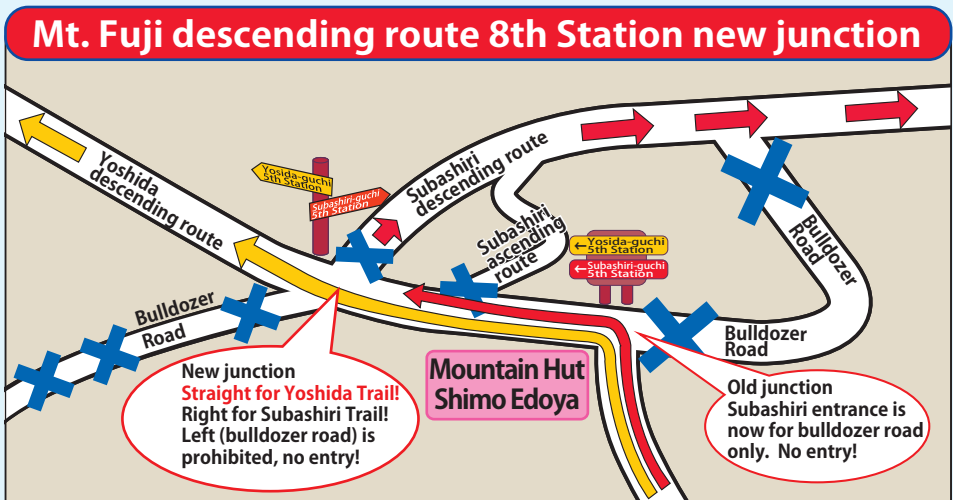 Mt. Fuji descending route 8th Station new junction
Yoshida
descending route
Yosida-guchi
5th Station
Subashiri-guchi
5th Station
Subashiri
descending route
Subashiri
ascending
route
←Yosida-guchi
5th Station
←Subashiri-guchi
5th Station
Bulldozer
Road
Bulldozer
Road
Bulldozer
Road
Mountain Hut
Shimo Edoya
New junction
Straight for Yoshida Trail!
Right for Subashiri Trail!
Left (bulldozer road) is
prohibited, no entry!
Old junction
Subashiri entrance is
now for bulldozer road
only. No entry!